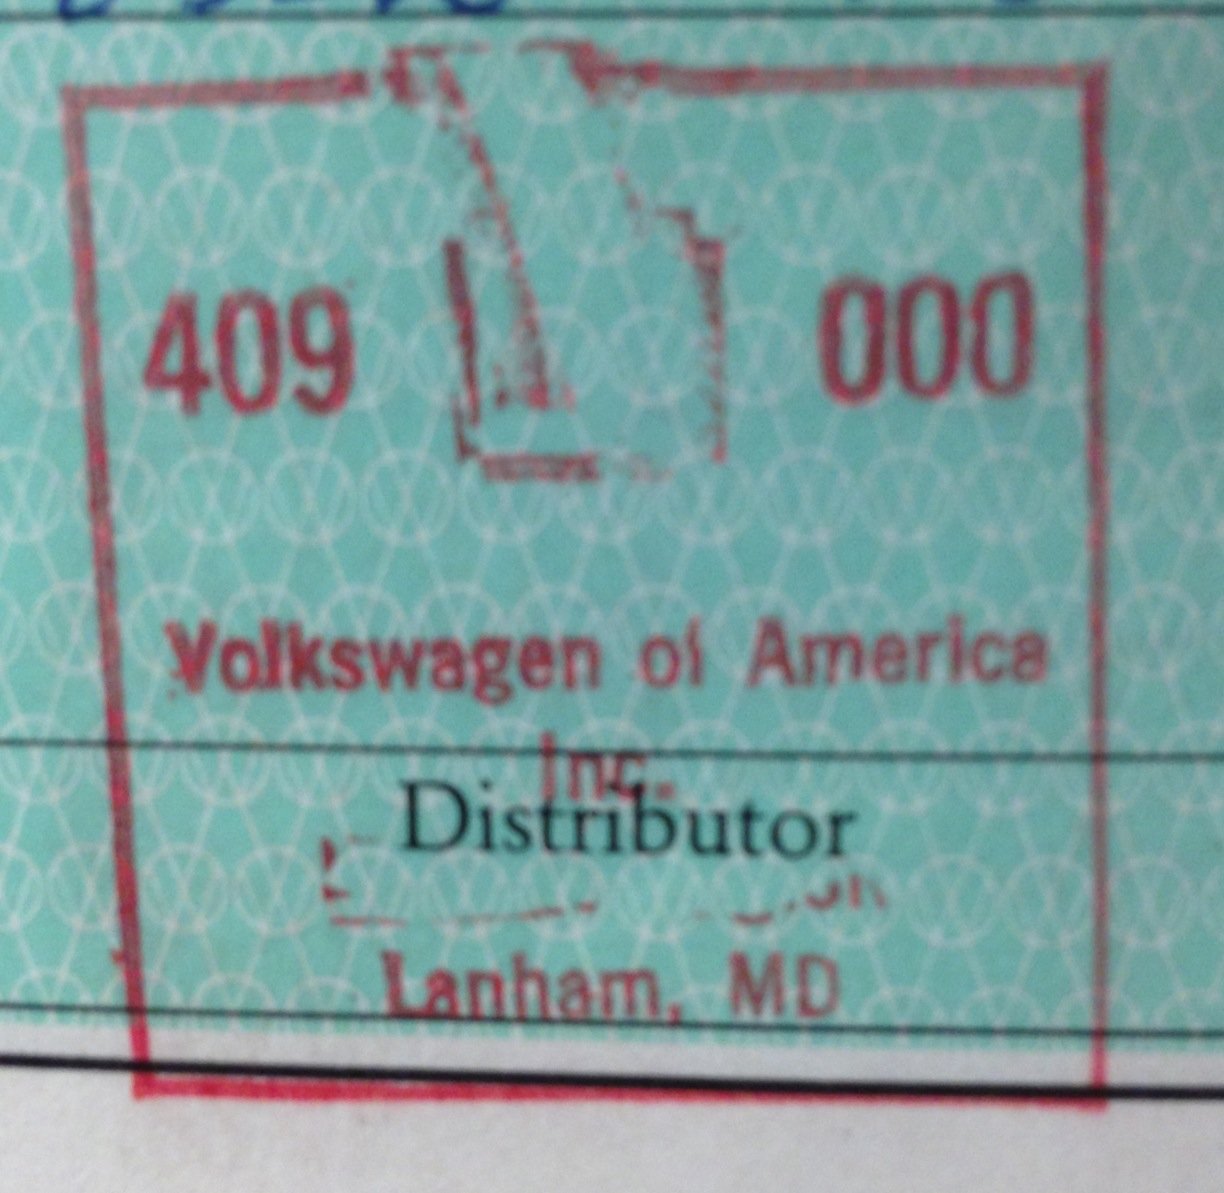 409 000
Volkswagen of America
Inc.
Distributor
Lanham, MD